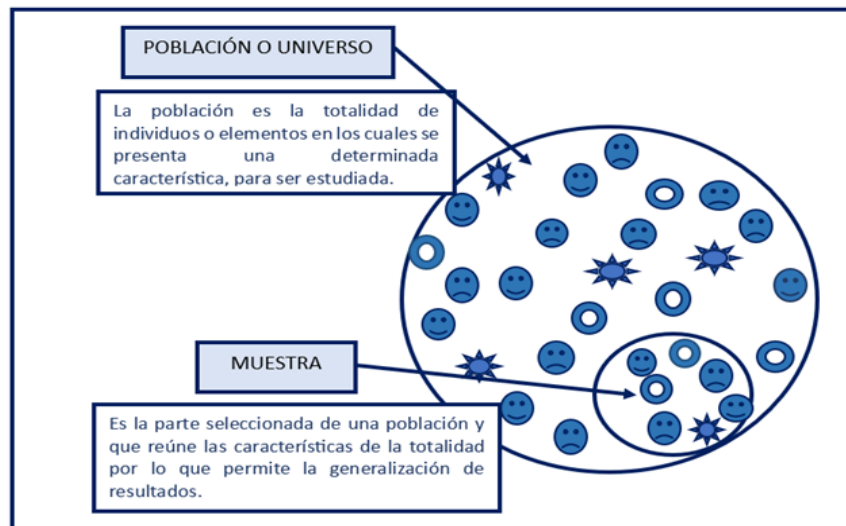 POBLACIÓN O UNIVERSO
La población es la totalidad de
individuos o elementos en los cuales se
presenta una determinada
característica, para ser estudiada.
MUESTRA
Es la parte seleccionada de una población y
que reúne las características de la totalidad
por lo que permite la generalización de
resultados.